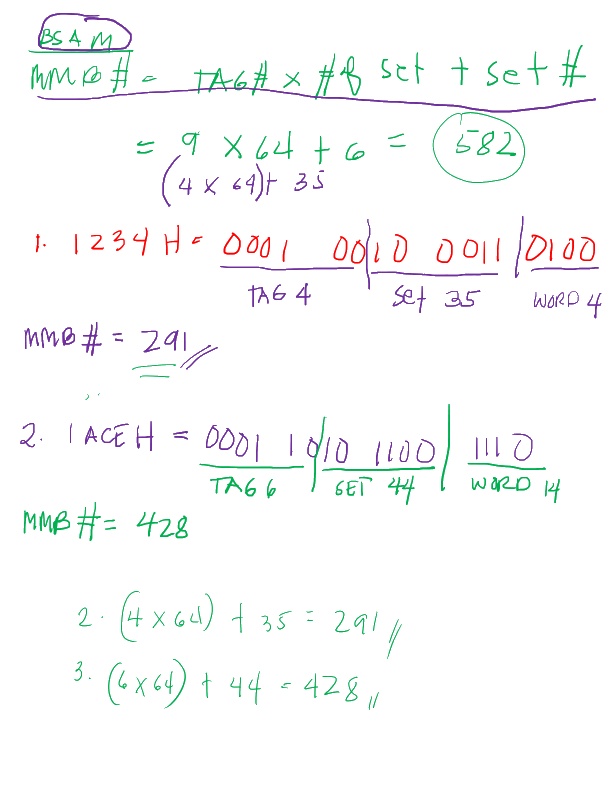 BSAM
MMB# = TAG# × # of set + set #
= 9 × 64 + 6 = 582
(4 × 64) + 35
1. 1234H = 0001 00|10 0011 | 0100
TAG 4 Set 35 WORD 4
MMB# = 291
2. 1ACEH = 0001 10|10 1100 | 1110
TAG 6 SET 44 WORD 14
MMB# = 428
2. (4 × 64) + 35 = 291
3. (6 × 64) + 44 = 428